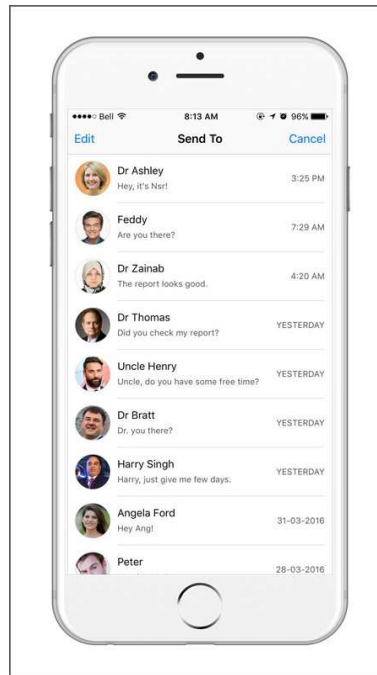 Bell 8:13 AM 96%
Edit Send To Cancel
Dr Ashley
Hey, it's Nsr!
3:25 PM
Feddy
Are you there?
7:29 AM
Dr Zainab
The report looks good.
4:20 AM
Dr Thomas
Did you check my report?
YESTERDAY
Uncle Henry
Uncle, do you have some free time?
YESTERDAY
Dr Bratt
Dr. you there?
YESTERDAY
Harry Singh
Harry, just give me few days.
YESTERDAY
Angela Ford
Hey Ang!
31-03-2016
Peter
28-03-2016